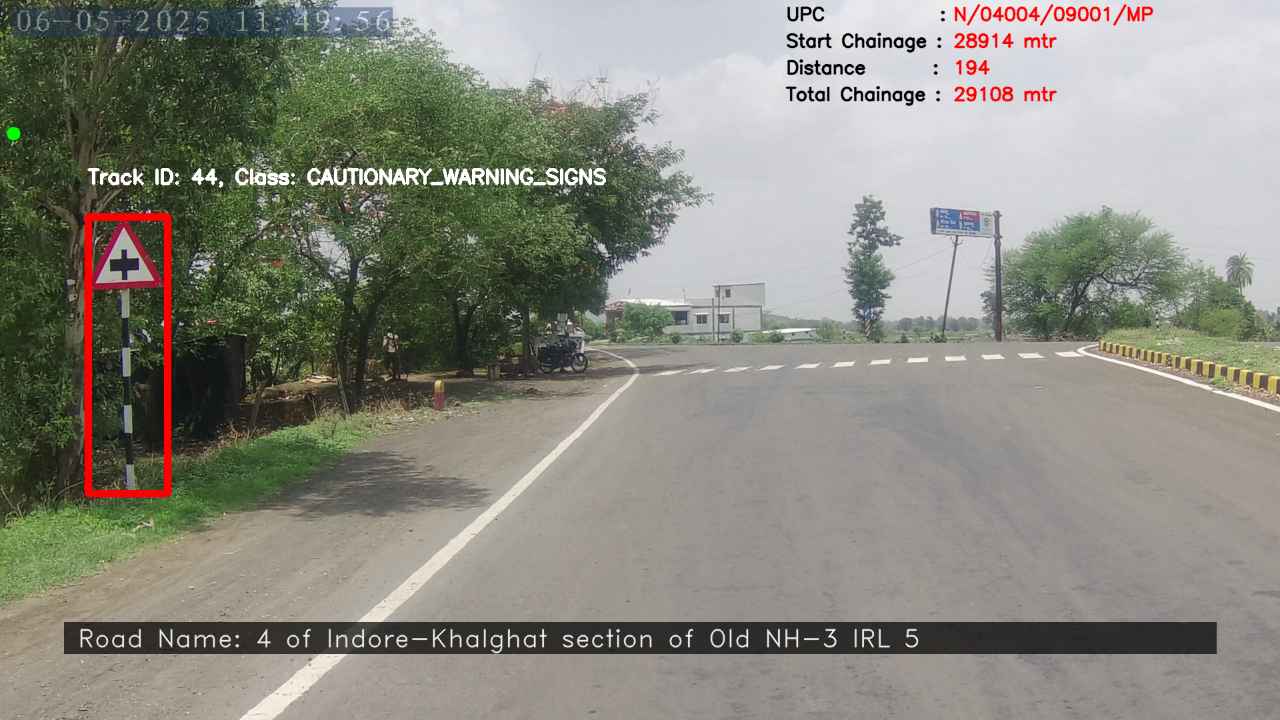 06-05-2025 11:49:56
UPC : N/04004/09001/MP
Start Chainage : 28914 mtr
Distance : 194
Total Chainage : 29108 mtr
Track ID: 44, Class: CAUTIONARY_WARNING_SIGNS
Road Name: 4 of Indore-Khalghat section of Old NH-3 IRL 5